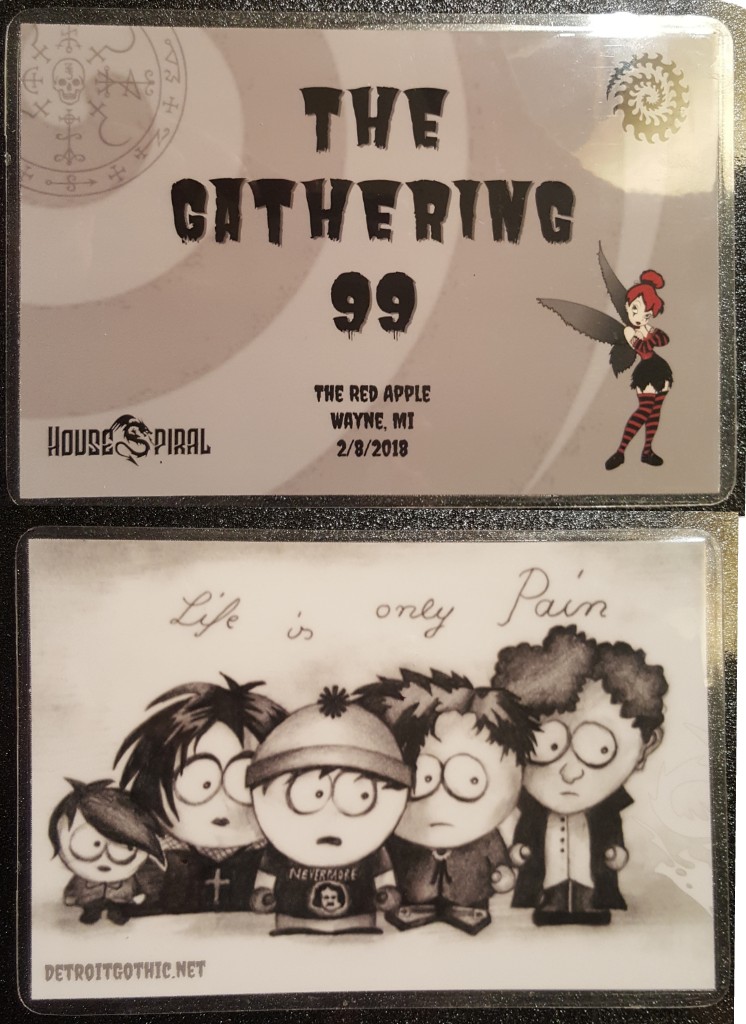 THE
GATHERING
99
THE RED APPLE
WAYNE, MI
2/8/2018
HOUSE SPIRAL
Life is only Pain
NEVERMORE
DETROITGOTHIC.NET